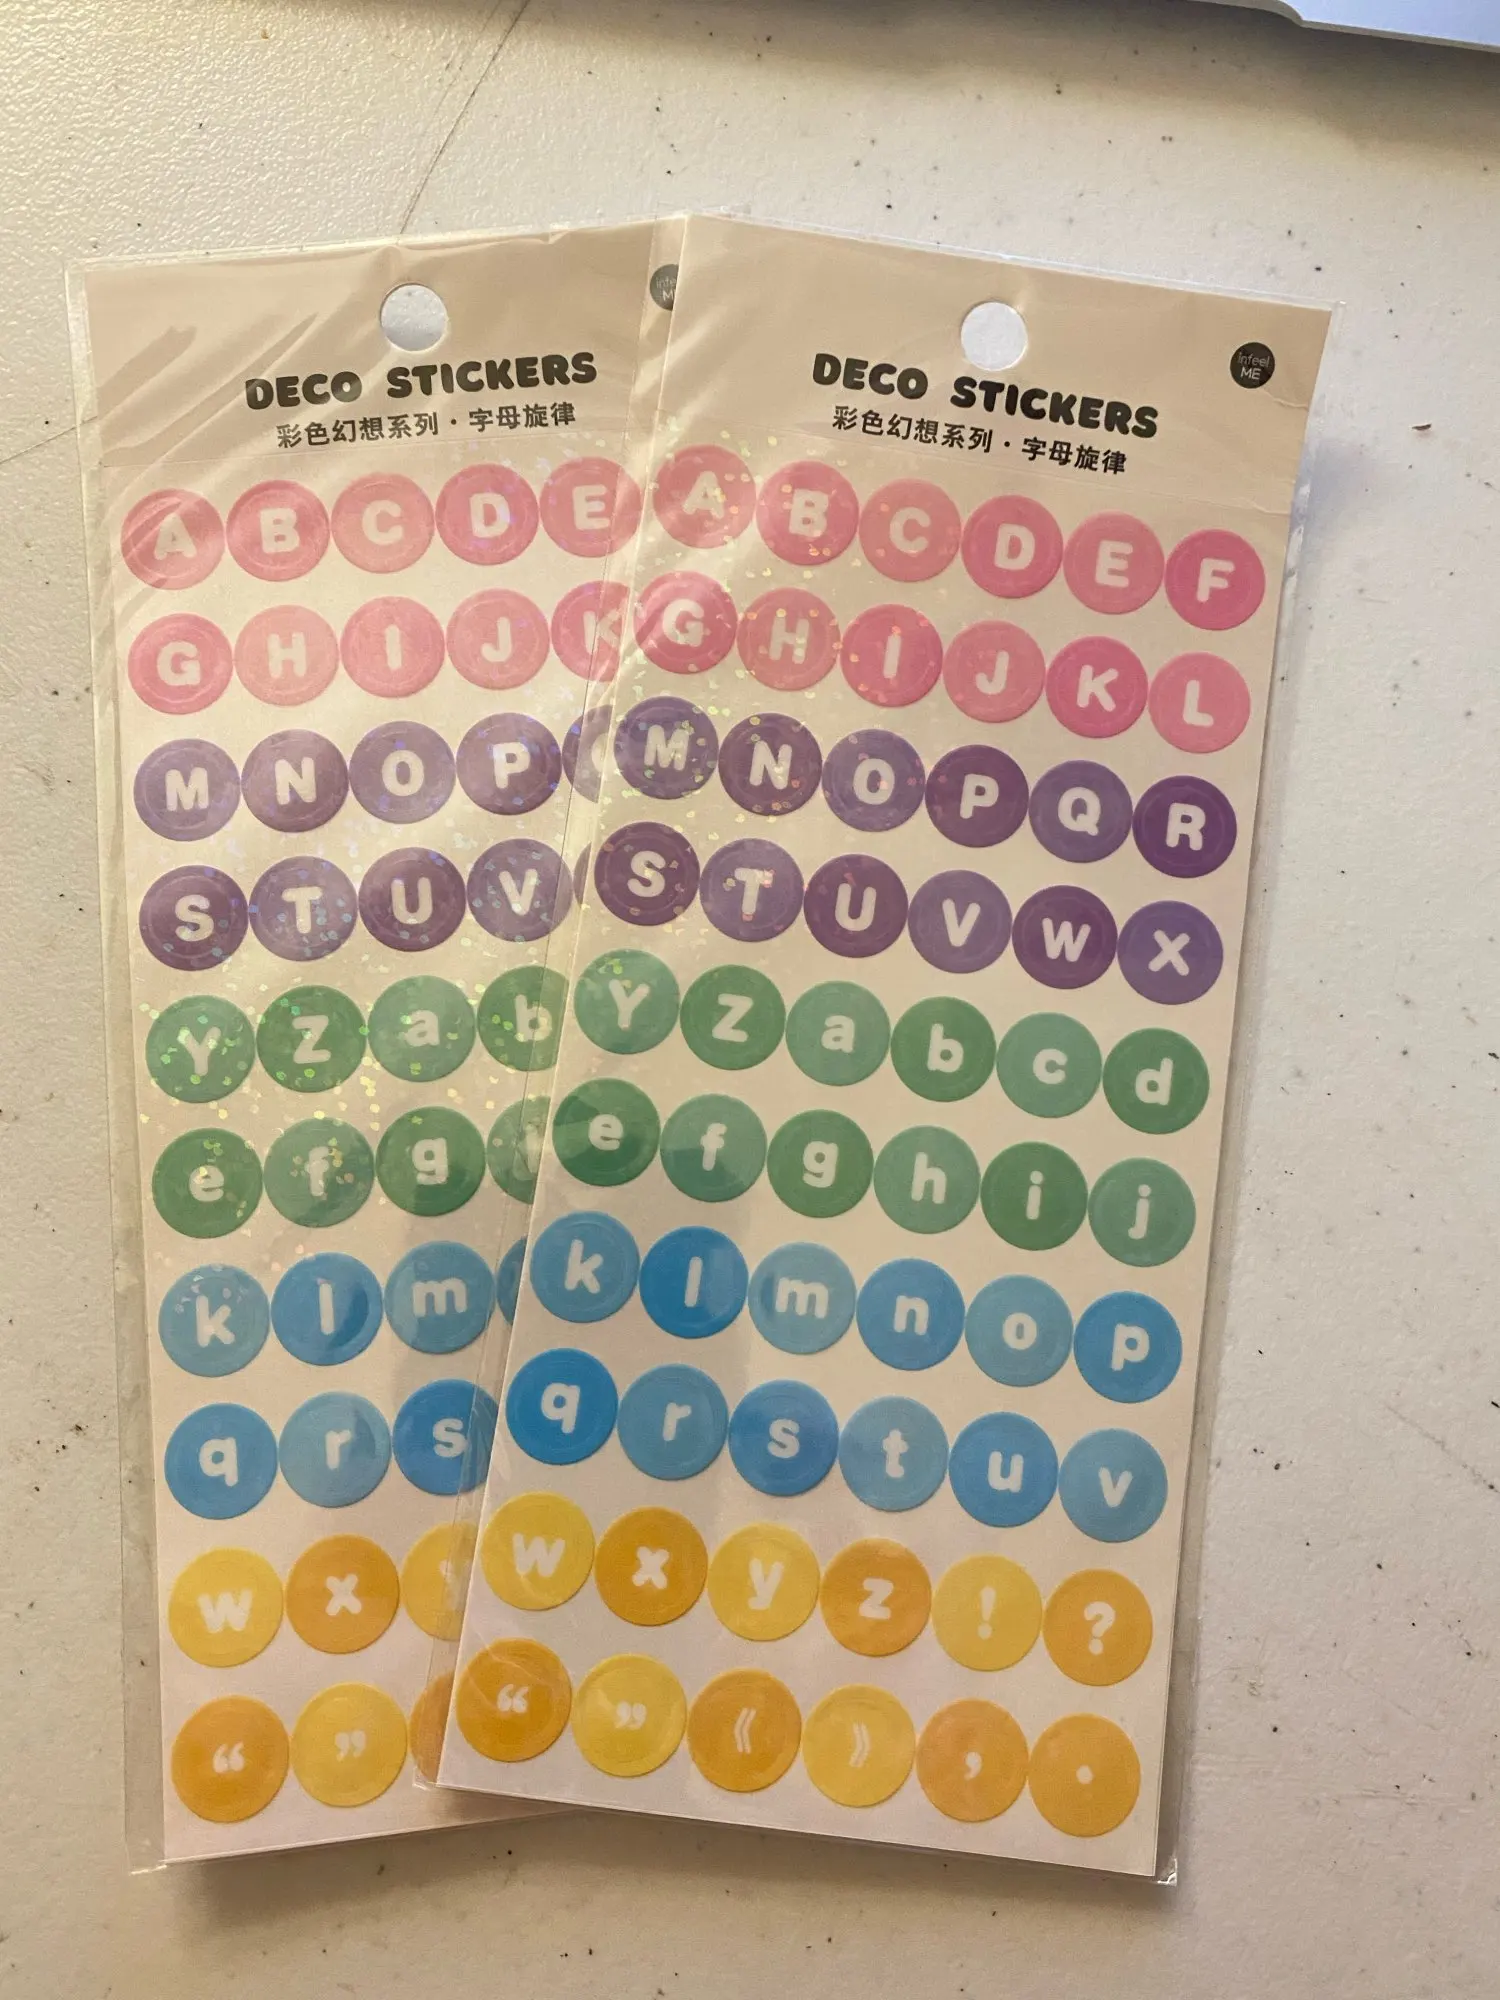 DECO STICKERS
彩色幻想系列·字母旋律
A B C D E
G H I J K
M N O P
S T U V
Y Z a b
e f g
k l m
q r s
w x
“ ”
infeel
ME
DECO STICKERS
彩色幻想系列·字母旋律
A B C D E F
G H I J K L
M N O P Q R
S T U V W X
Y Z a b c d
e f g h i j
k l m n o p
q r s t u v
w x y z ! ?
“ ” 《 》 , .